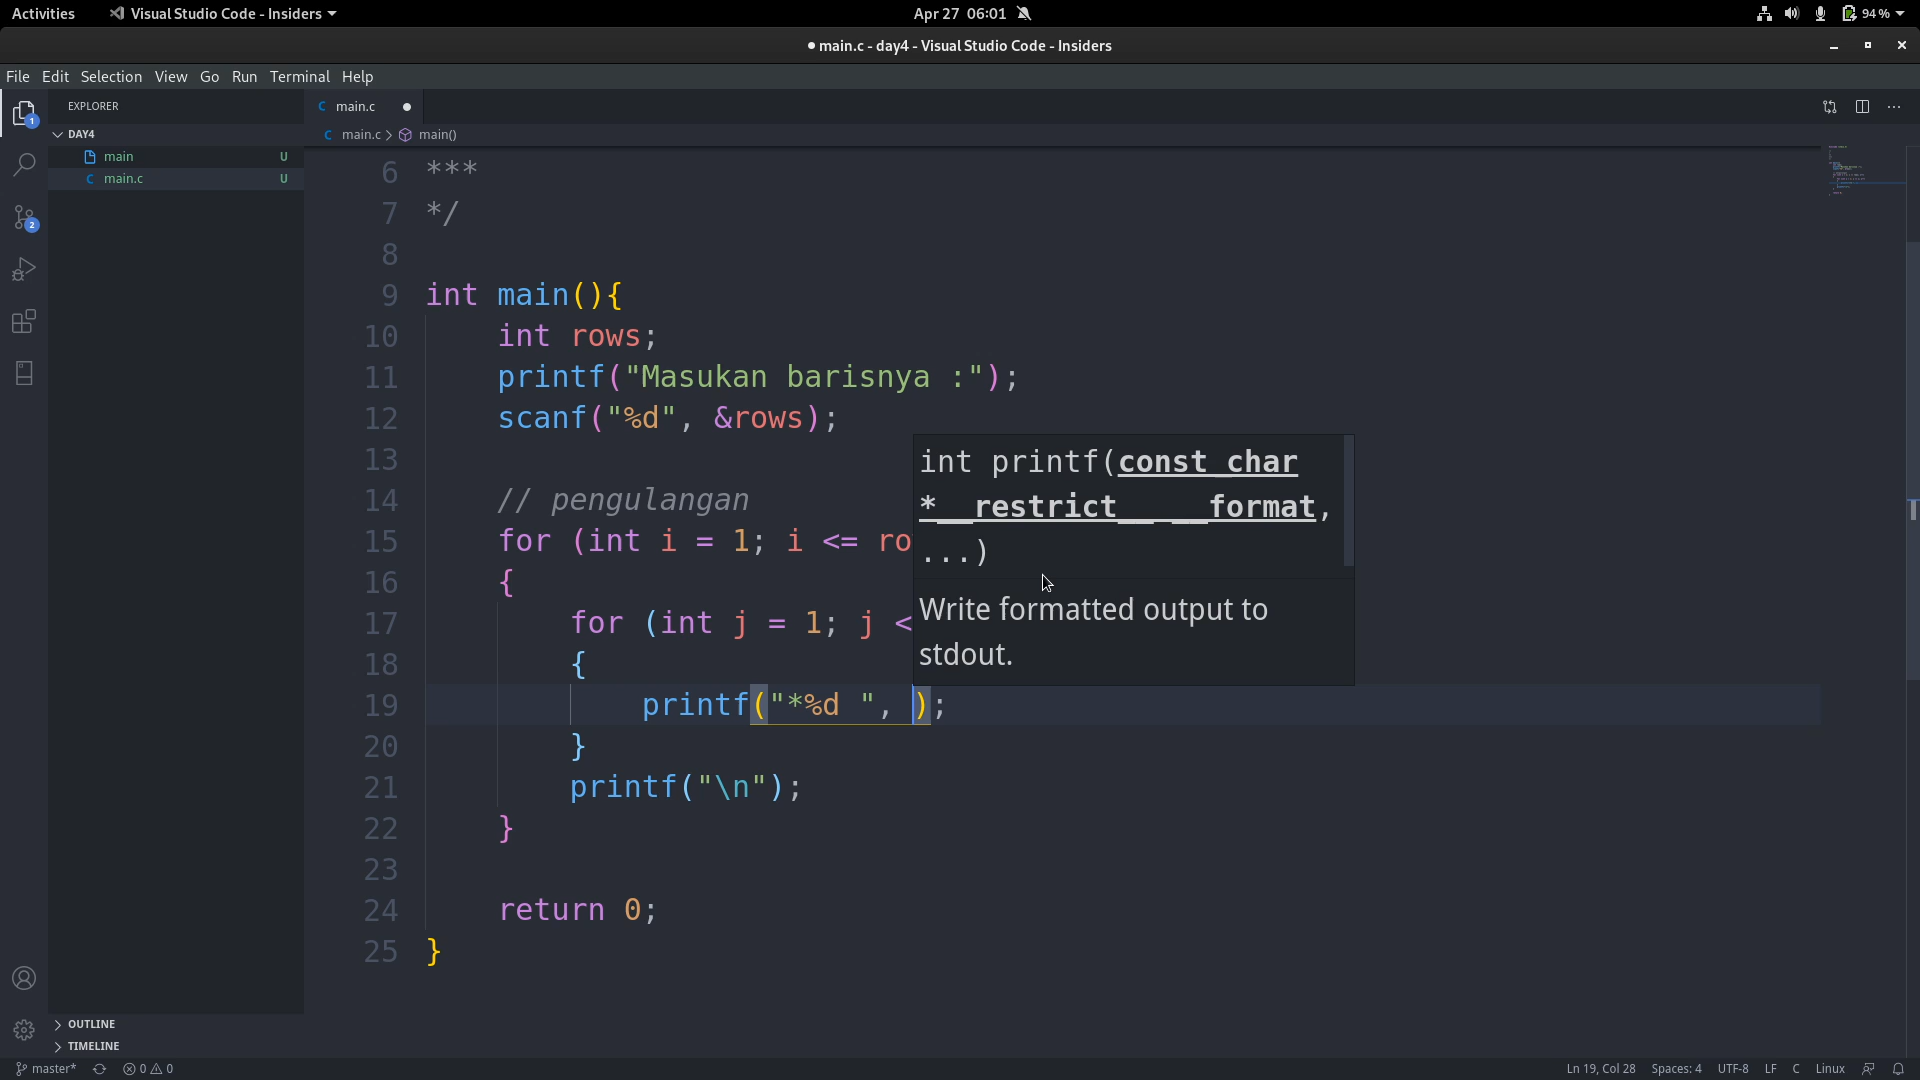 Activities
Visual Studio Code - Insiders
Apr 27 06:01
94 %
main.c - day4 - Visual Studio Code - Insiders
File Edit Selection View Go Run Terminal Help
EXPLORER
DAY4
main U
C main.c U
1
2
C main.c
C main.c > main()
6 ***
7 */
8
9 int main(){
10 int rows;
11 printf("Masukan barisnya :");
12 scanf("%d", &rows);
13
14 // pengulangan
15 for (int i = 1; i <= ro
16 {
17 for (int j = 1; j <
18 {
19 printf("*%d ", );
20 }
21 printf("\n");
22 }
23
24 return 0;
25 }
int printf(const char
*__restrict__ __format,
...)
Write formatted output to
stdout.
OUTLINE
TIMELINE
master* 0 0
Ln 19, Col 28 Spaces: 4 UTF-8 LF C Linux